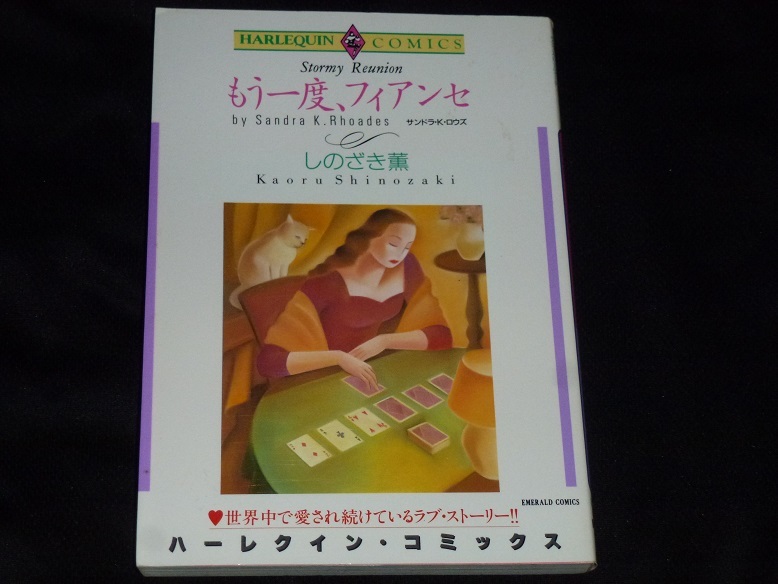 HARLEQUIN COMICS
Stormy Reunion
もう一度、フィアンセ
by Sandra K. Rhoades サンドラ・K・ロウズ
しのざき薫
Kaoru Shinozaki
EMERALD COMICS
♥世界中で愛され続けているラブ・ストーリー!!
ハーレクイン・コミックス